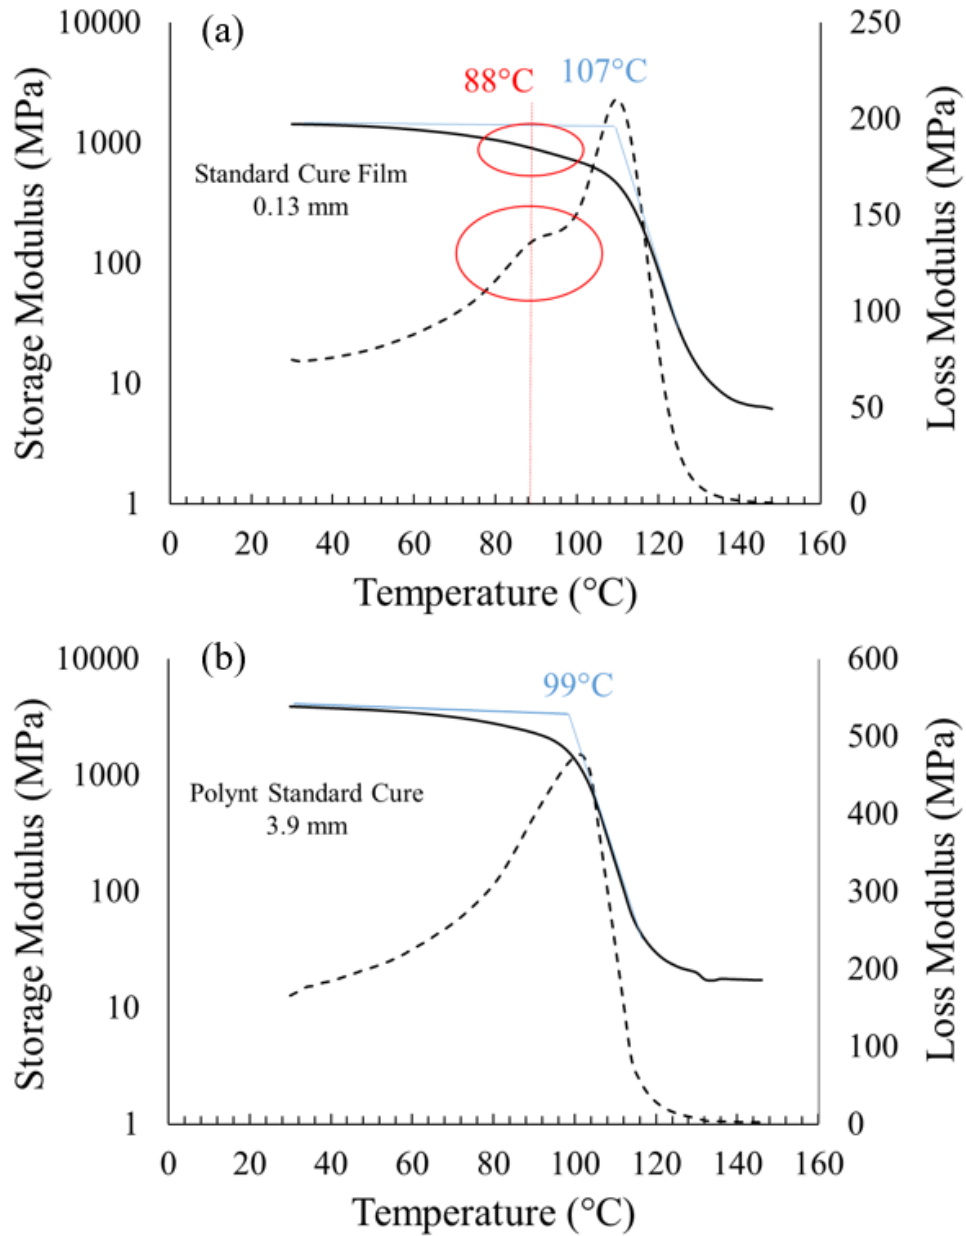 (a)
10000
1000
100
10
1
Storage Modulus (MPa)
88°C
107°C
Standard Cure Film
0.13 mm
250
200
150
100
50
0
Loss Modulus (MPa)
0 20 40 60 80 100 120 140 160
Temperature (°C)
(b)
10000
1000
100
10
1
Storage Modulus (MPa)
99°C
Polynt Standard Cure
3.9 mm
600
500
400
300
200
100
0
Loss Modulus (MPa)
0 20 40 60 80 100 120 140 160
Temperature (°C)